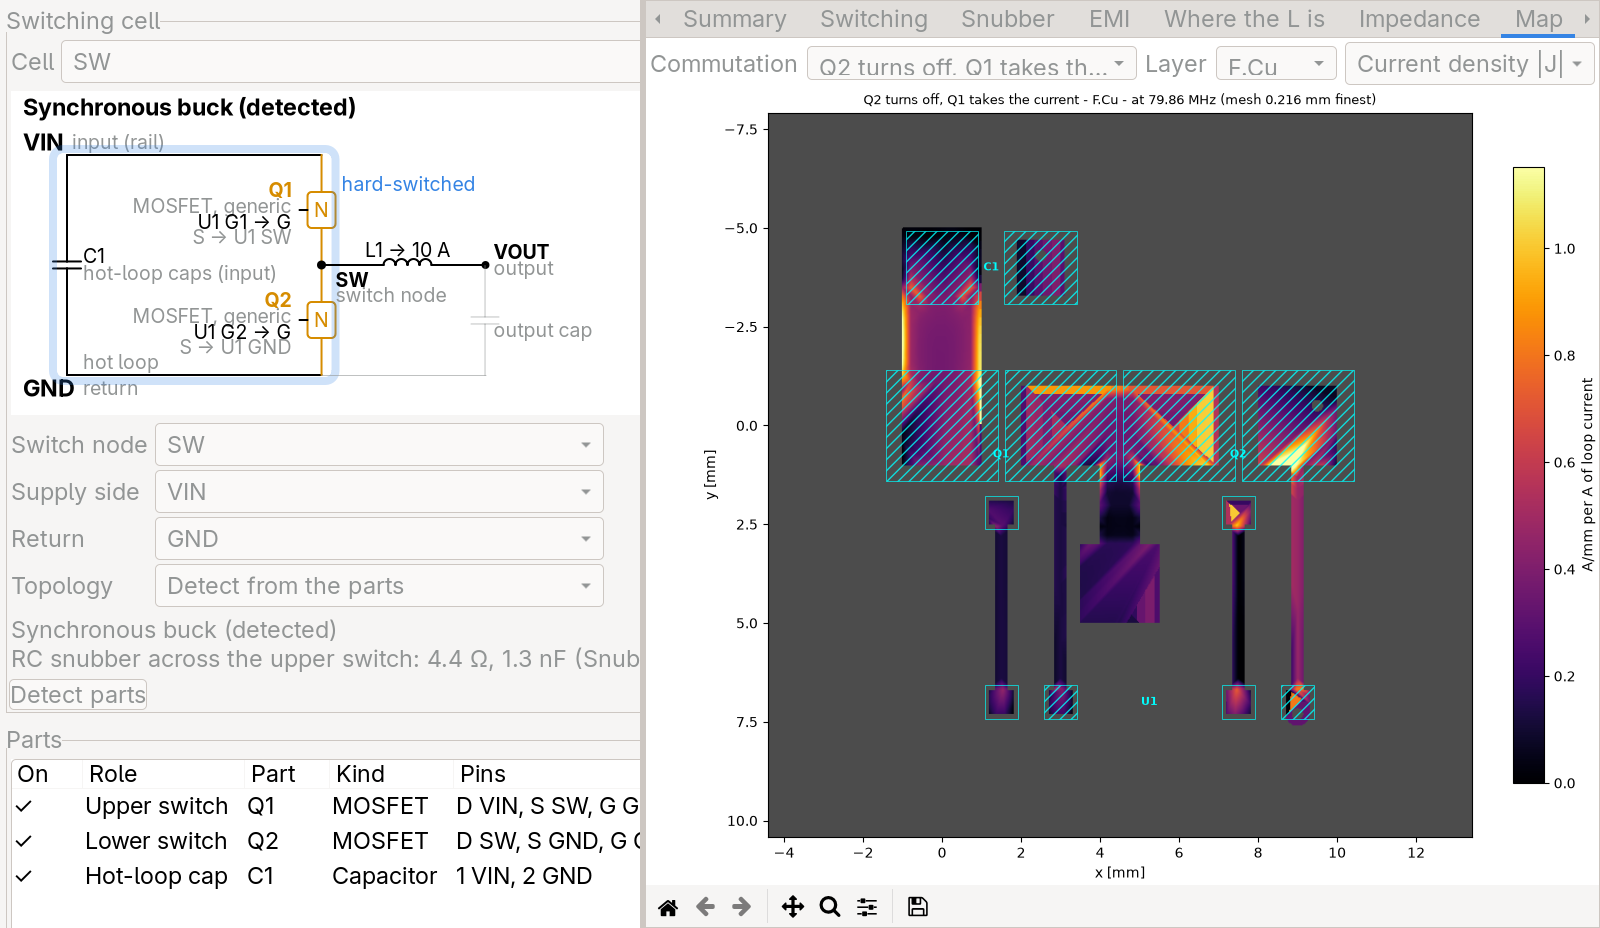 Switching cell
Cell SW
Synchronous buck (detected)
VIN input (rail)
Q1 hard-switched
MOSFET, generic N
U1 G1 → G
S → U1 SW
C1 L1 → 10 A VOUT
hot-loop caps (input) output
SW
switch node
Q2
MOSFET, generic N
U1 G2 → G output cap
S → U1 GND
hot loop
GND return
Switch node SW
Supply side VIN
Return GND
Topology Detect from the parts
Synchronous buck (detected)
RC snubber across the upper switch: 4.4 Ω, 1.3 nF (Snub
Detect parts
Parts
On Role Part Kind Pins
✓ Upper switch Q1 MOSFET D VIN, S SW, G G
✓ Lower switch Q2 MOSFET D SW, S GND, G G
✓ Hot-loop cap C1 Capacitor 1 VIN, 2 GND
Summary Switching Snubber EMI Where the L is Impedance Map
Commutation Q2 turns off, Q1 takes th... Layer F.Cu Current density |J|
Q2 turns off, Q1 takes the current - F.Cu - at 79.86 MHz (mesh 0.216 mm finest)
−7.5
−5.0
−2.5
0.0
2.5
5.0
7.5
10.0
y [mm]
C1
Q1
Q2
U1
−4 −2 0 2 4 6 8 10 12
x [mm]
1.0
0.8
0.6
0.4
0.2
0.0
A/mm per A of loop current